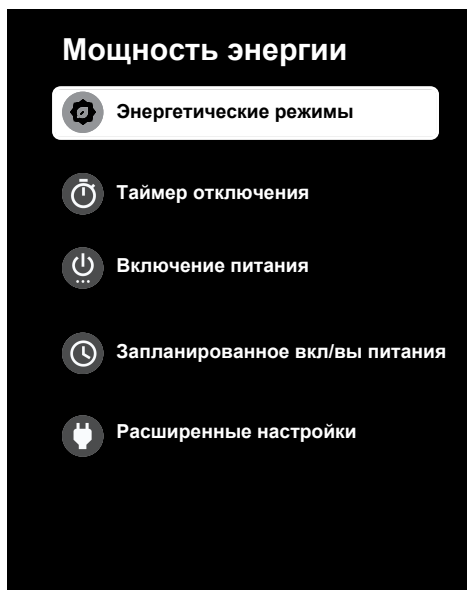 Мощность энергии
Энергетические режимы
Таймер отключения
Включение питания
Запланированное вкл/вы питания
Расширенные настройки